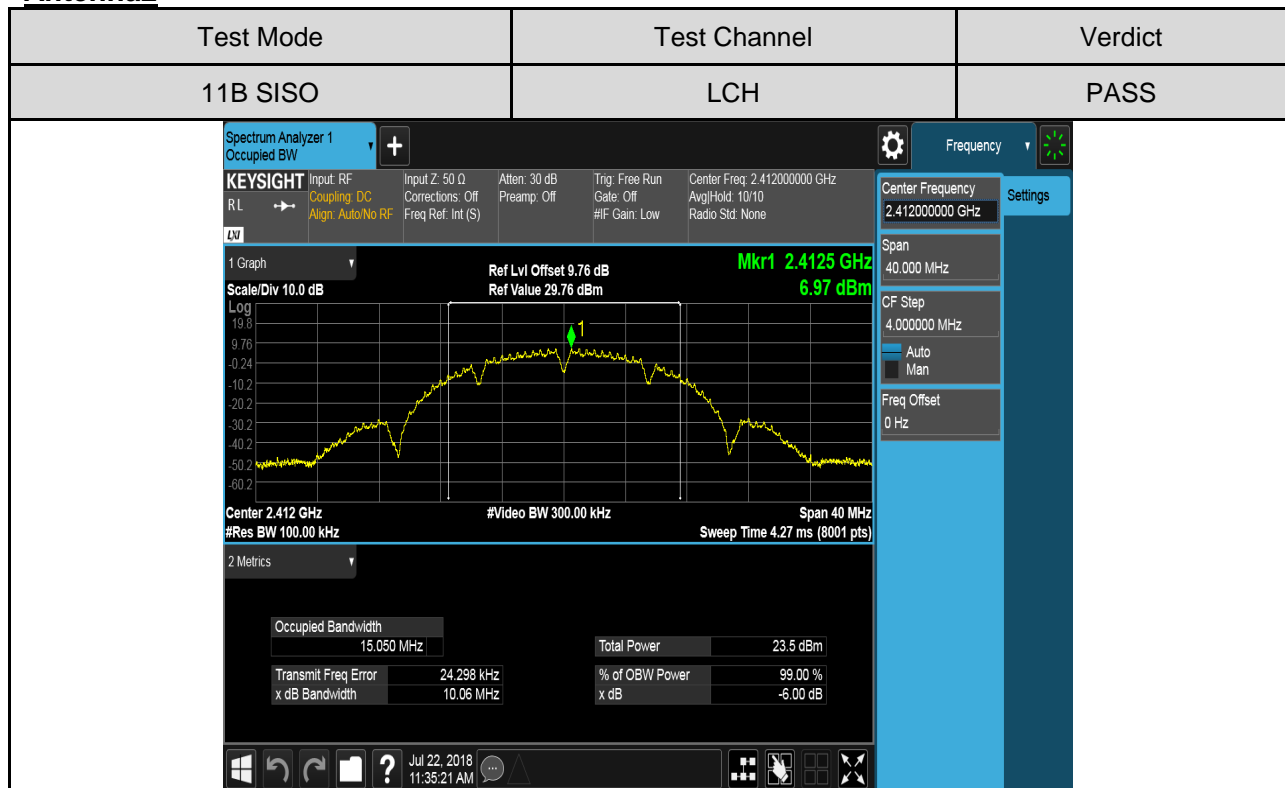 Antenna2
Test Mode Test Channel Verdict
11B SISO LCH PASS
Spectrum Analyzer 1
Occupied BW
+
Frequency
KEYSIGHT
RL
LXI
Input: RF
Coupling: DC
Align: Auto/No RF
Input Z: 50 Ω
Corrections: Off
Freq Ref: Int (S)
Atten: 30 dB
Preamp: Off
Trig: Free Run
Gate: Off
#IF Gain: Low
Center Freq: 2.412000000 GHz
Avg|Hold: 10/10
Radio Std: None
Center Frequency
2.412000000 GHz
Settings
Span
40.000 MHz
CF Step
4.000000 MHz
Auto
Man
Freq Offset
0 Hz
1 Graph
Scale/Div 10.0 dB
Ref Lvl Offset 9.76 dB
Ref Value 29.76 dBm
Mkr1 2.4125 GHz
6.97 dBm
Log
19.8
9.76
-0.24
-10.2
-20.2
-30.2
-40.2
-50.2
-60.2
1
Center 2.412 GHz
#Video BW 300.00 kHz
Span 40 MHz
#Res BW 100.00 kHz
Sweep Time 4.27 ms (8001 pts)
2 Metrics
Occupied Bandwidth
15.050 MHz
Total Power 23.5 dBm
Transmit Freq Error 24.298 kHz
% of OBW Power 99.00 %
x dB Bandwidth 10.06 MHz
x dB -6.00 dB
?
Jul 22, 2018
11:35:21 AM